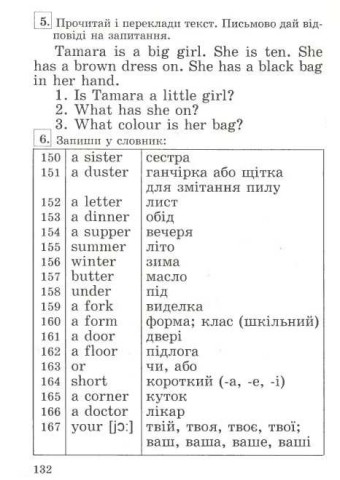 5. Прочитай і переклади текст. Письмово дай від-
повіді на запитання.
Tamara is a big girl. She is ten. She
has a brown dress on. She has a black bag
in her hand.
1. Is Tamara a little girl?
2. What has she on?
3. What colour is her bag?
6. Запиши у словник:
150 a sister сестра
151 a duster ганчірка або щітка
для змітання пилу
152 a letter лист
153 a dinner обід
154 a supper вечеря
155 summer літо
156 winter зима
157 butter масло
158 under під
159 a fork виделка
160 a form форма; клас (шкільний)
161 a door двері
162 a floor підлога
163 or чи, або
164 short короткий (-а, -е, -і)
165 a corner куток
166 a doctor лікар
167 your [jɔ:] твій, твоя, твоє, твої;
ваш, ваша, ваше, ваші
132